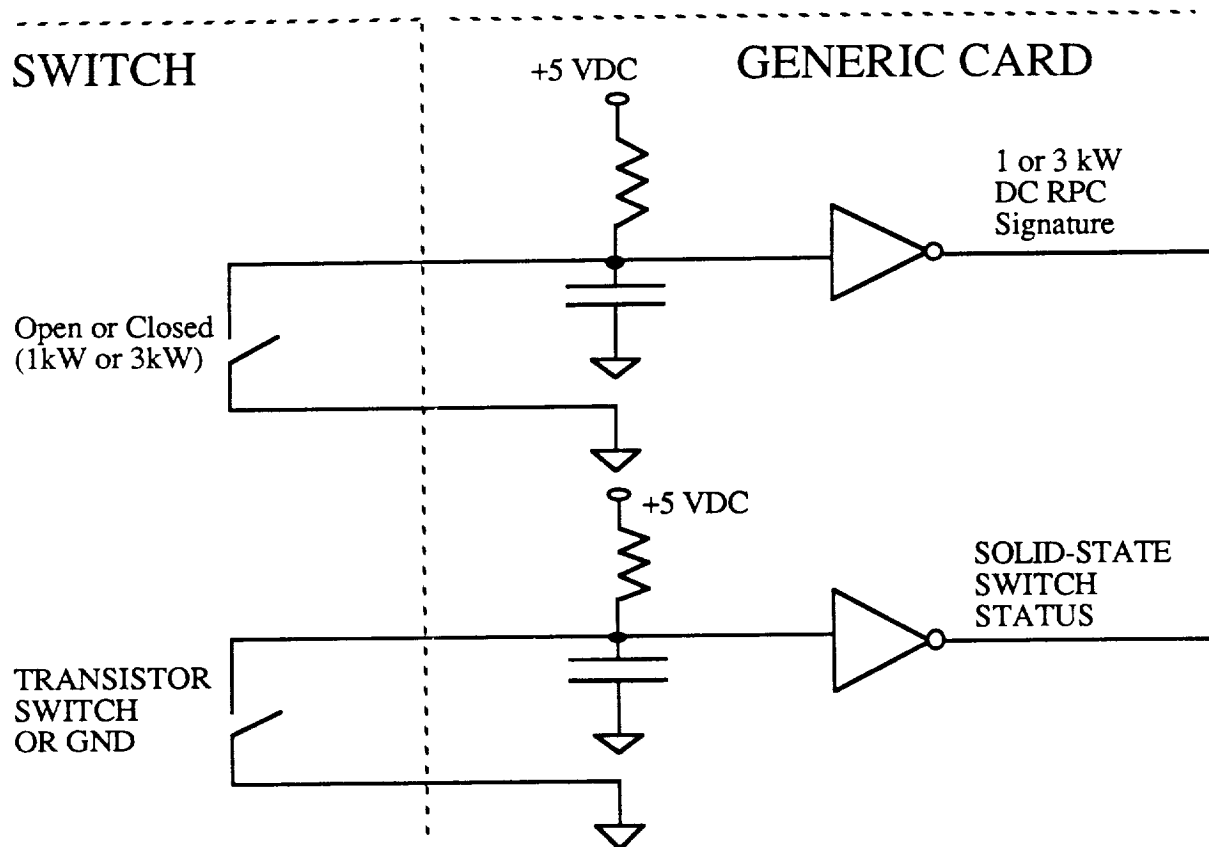 SWITCH
GENERIC CARD
+5 VDC
1 or 3 kW
DC RPC
Signature
Open or Closed
(1kW or 3kW)
+5 VDC
SOLID-STATE
SWITCH
STATUS
TRANSISTOR
SWITCH
OR GND